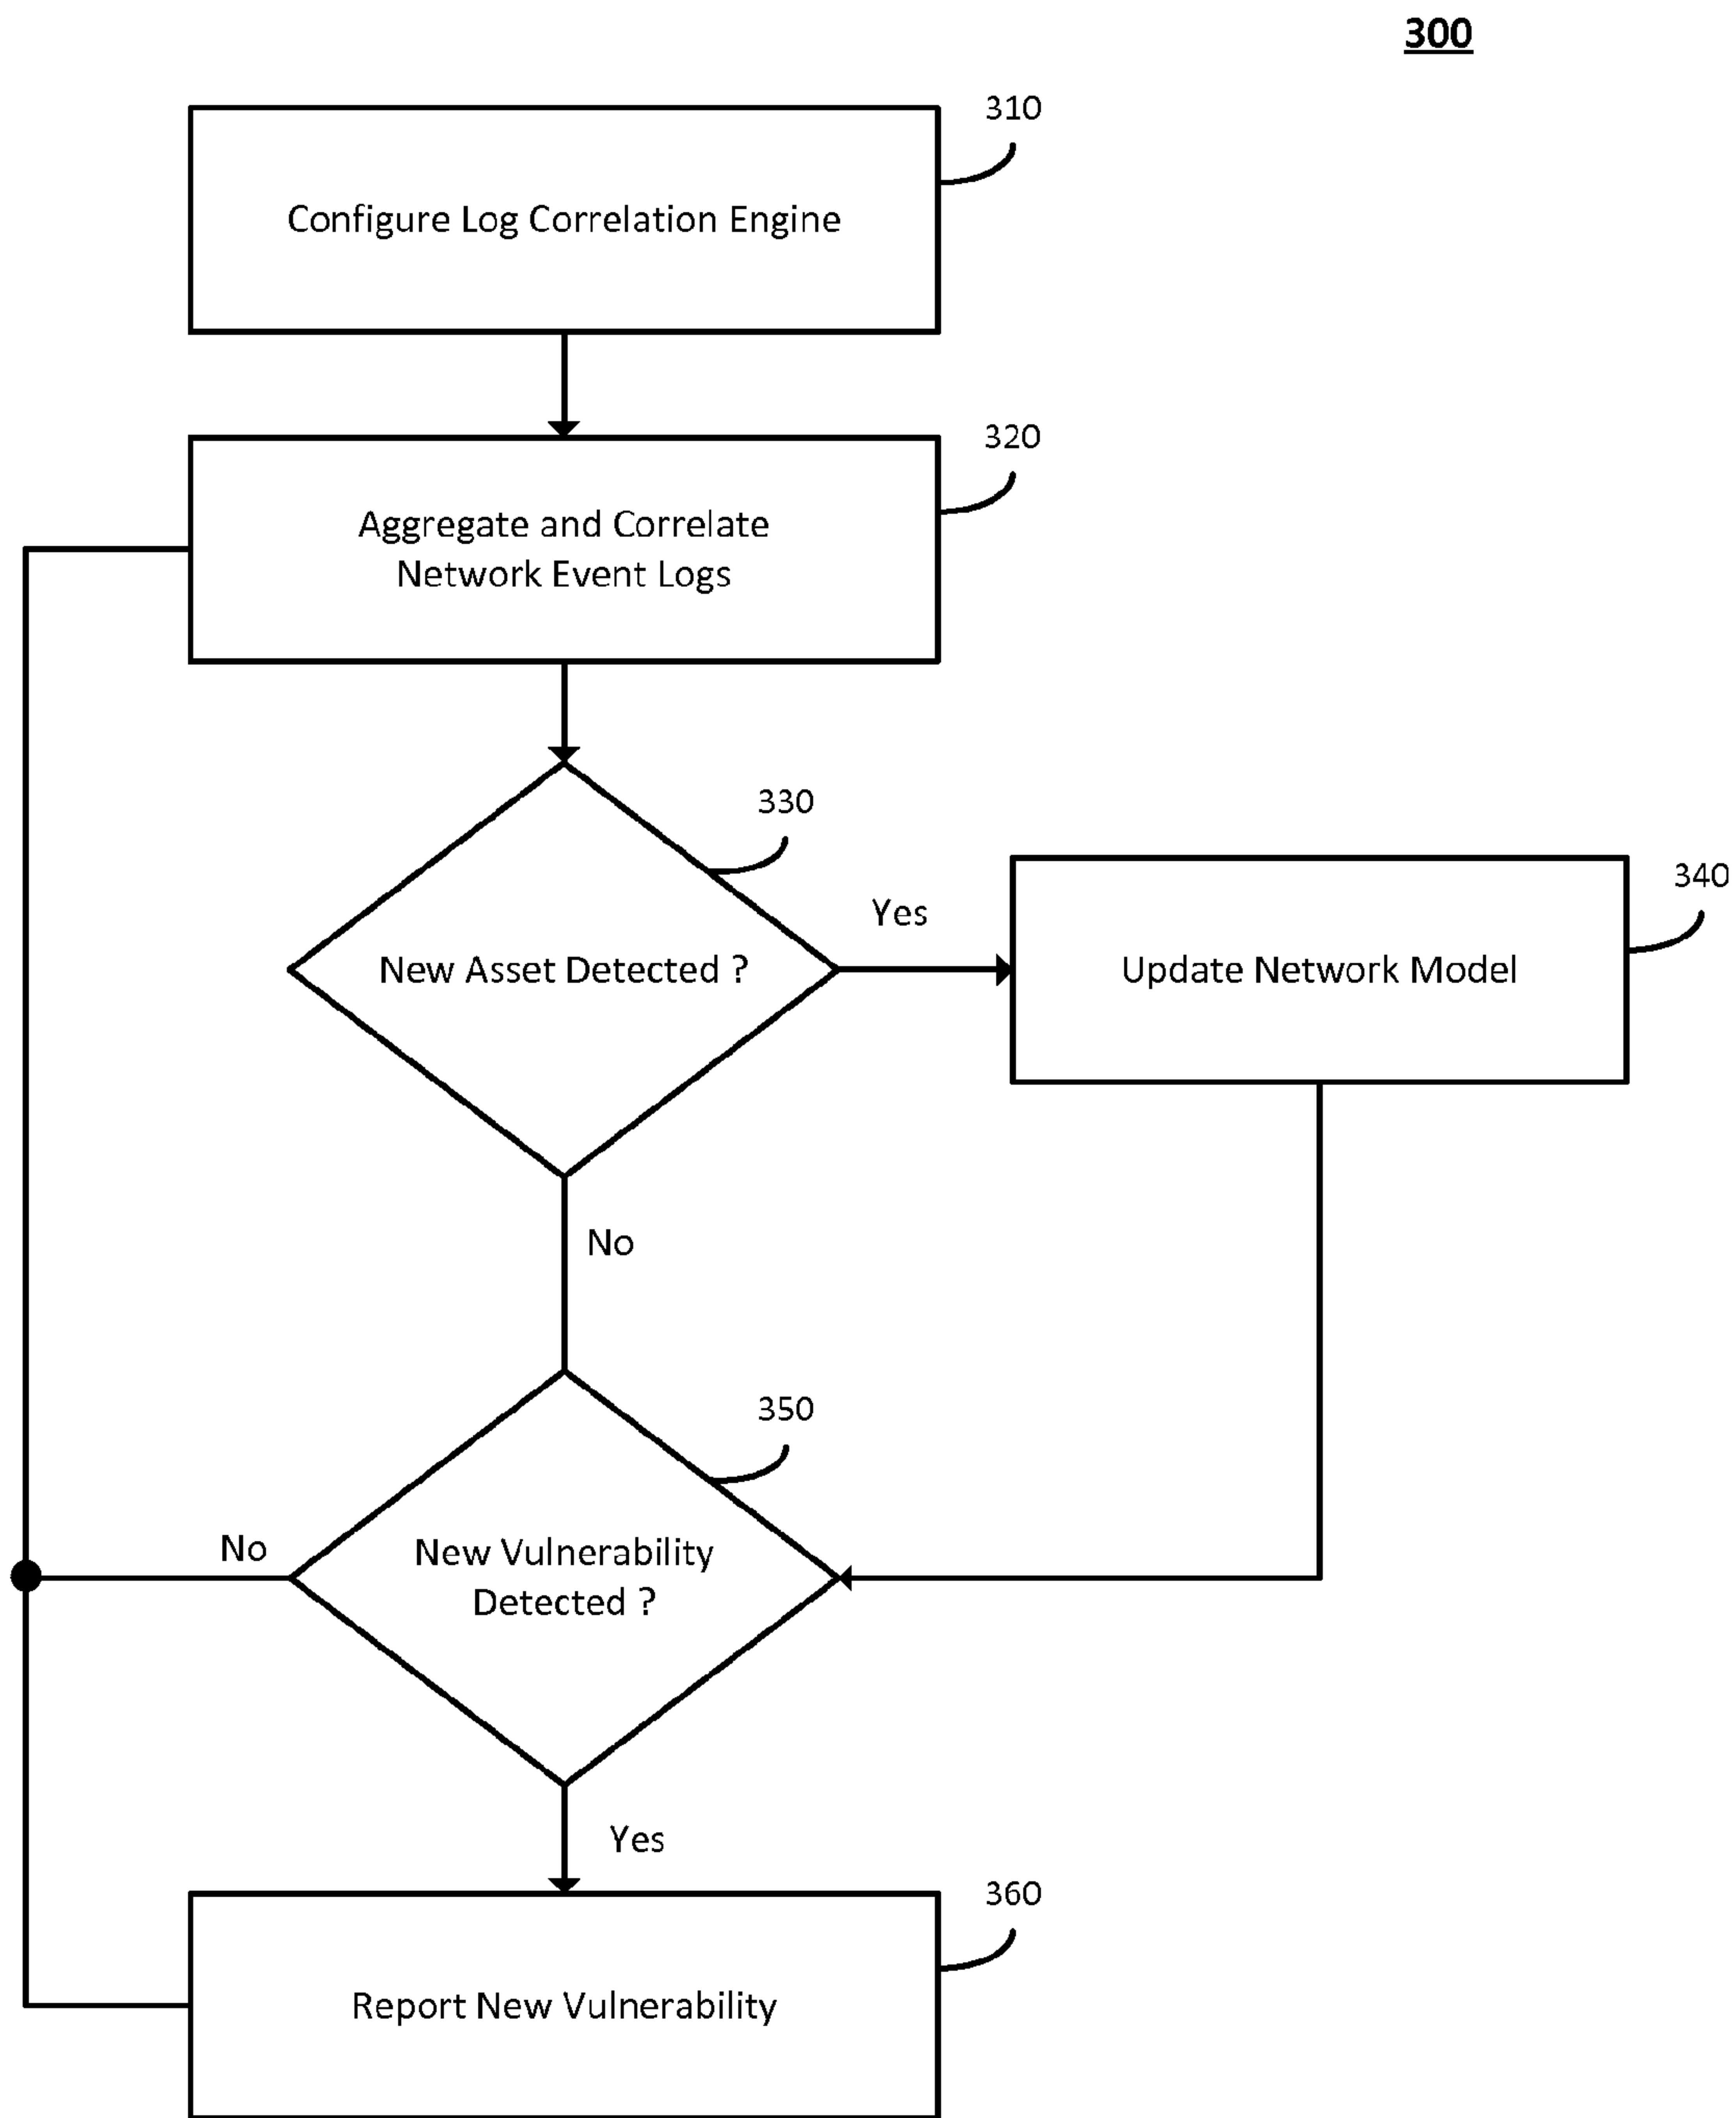 300
310
Configure Log Correlation Engine
320
Aggregate and Correlate
Network Event Logs
330
New Asset Detected ?
Yes
340
Update Network Model
No
350
New Vulnerability
Detected ?
No
Yes
360
Report New Vulnerability